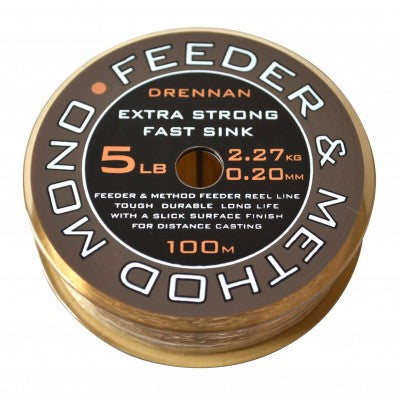 FEEDER & METHOD MONO
DRENNAN
EXTRA STRONG
FAST SINK
5LB 2.27KG
0.20MM
FEEDER & METHOD FEEDER REEL LINE
TOUGH DURABLE LONG LIFE
WITH A SLICK SURFACE FINISH
FOR DISTANCE CASTING
100M